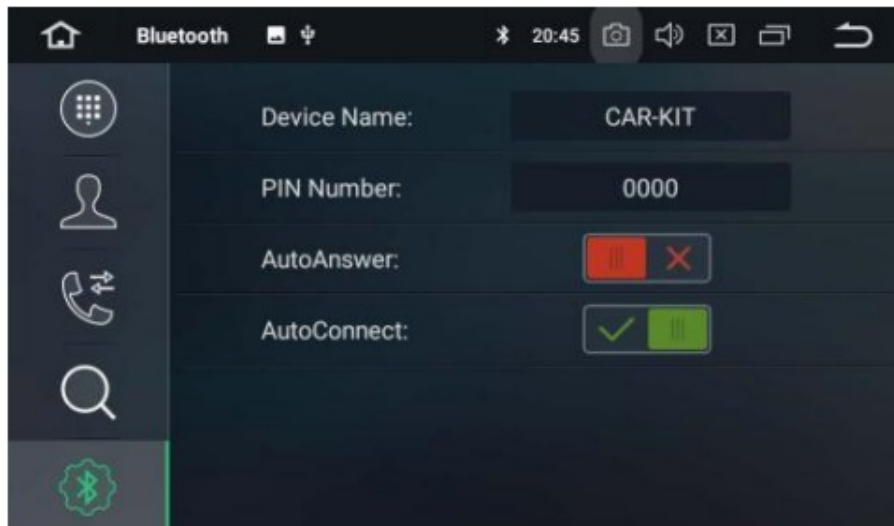 Bluetooth 20:45
Device Name: CAR-KIT
PIN Number: 0000
AutoAnswer:
AutoConnect: